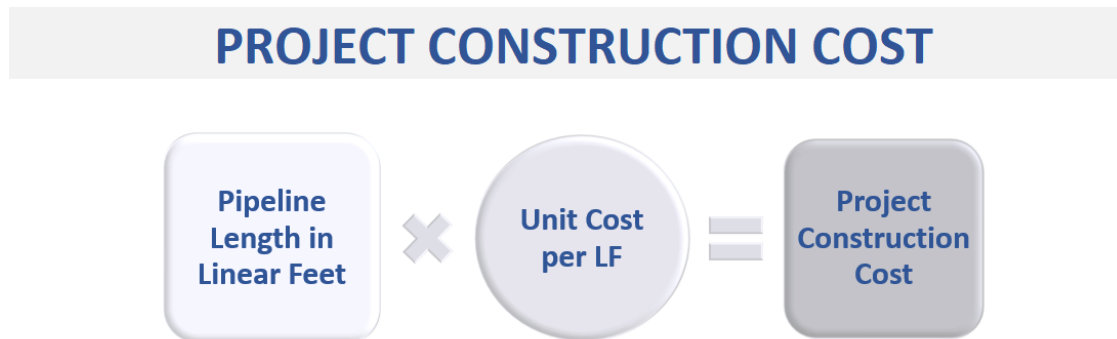 PROJECT CONSTRUCTION COST
Pipeline
Length in
Linear Feet
Unit Cost
per LF
Project
Construction
Cost